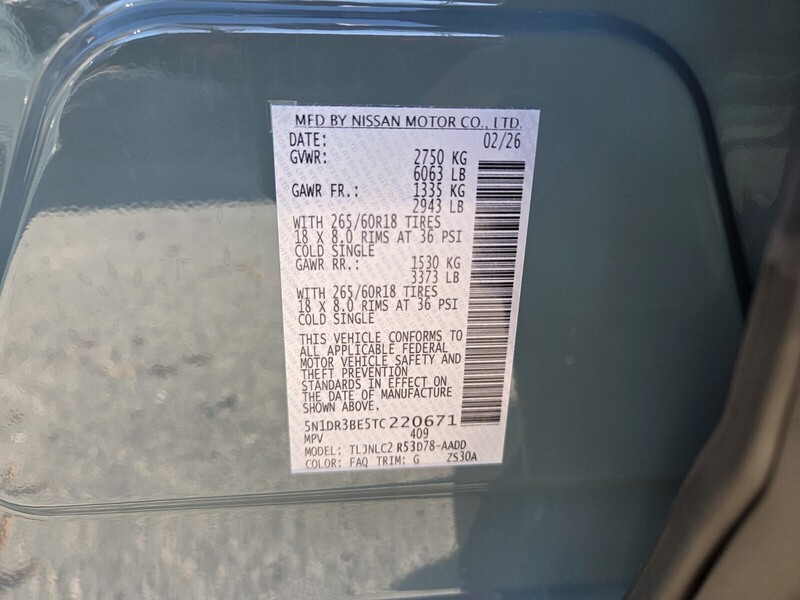 MFD BY NISSAN MOTOR CO., LTD.
DATE: 02/26
GVWR: 2750 KG
6063 LB
GAWR FR.: 1335 KG
2943 LB
WITH 265/60R18 TIRES
18 X 8.0 RIMS AT 36 PSI
COLD SINGLE
GAWR RR.: 1530 KG
3373 LB
WITH 265/60R18 TIRES
18 X 8.0 RIMS AT 36 PSI
COLD SINGLE
THIS VEHICLE CONFORMS TO
ALL APPLICABLE FEDERAL
MOTOR VEHICLE SAFETY AND
THEFT PREVENTION
STANDARDS IN EFFECT ON
THE DATE OF MANUFACTURE
SHOWN ABOVE.
5N1DR3BE5TC220671
MPV 409
MODEL: TLJNLC2 R53D78-AADD
COLOR: FAQ TRIM: G ZS30A